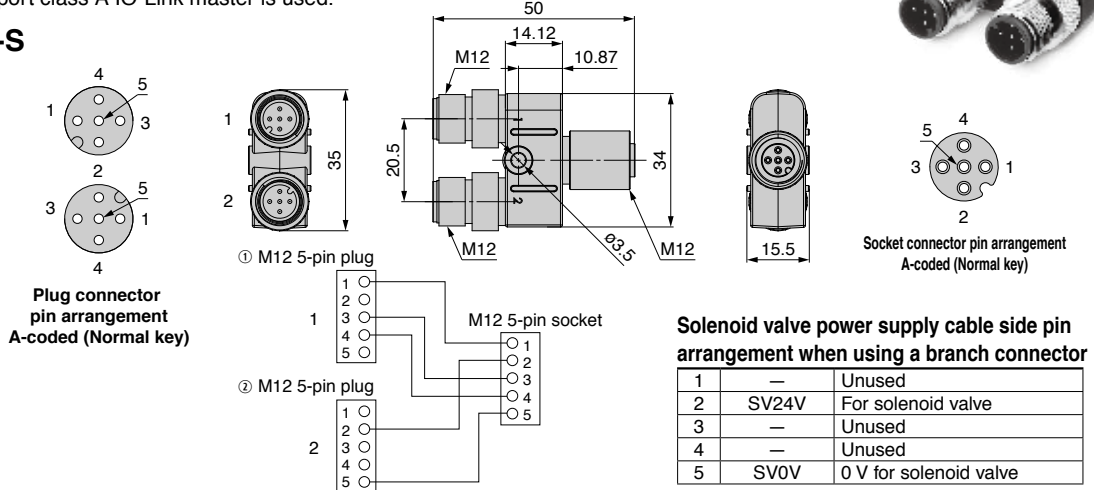 port class A IO-Link master is used.
-S
50
14.12
10.87
M12
4
5
1
3
2
5
3
1
4
Plug connector
pin arrangement
A-coded (Normal key)
1
2
35
20.5
1
2
34
ø3.5
M12
M12
15.5
4
5
3
1
2
Socket connector pin arrangement
A-coded (Normal key)
① M12 5-pin plug
1
1
2
3
4
5
M12 5-pin socket
1
2
3
4
5
② M12 5-pin plug
2
1
2
3
4
5
Solenoid valve power supply cable side pin
arrangement when using a branch connector
1 — Unused
2 SV24V For solenoid valve
3 — Unused
4 — Unused
5 SV0V 0 V for solenoid valve